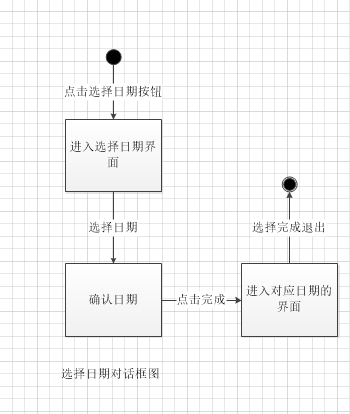 点击选择日期按钮
进入选择日期界
面
选择日期
选择完成退出
确认日期
点击完成
进入对应日期的
界面
选择日期对话框图